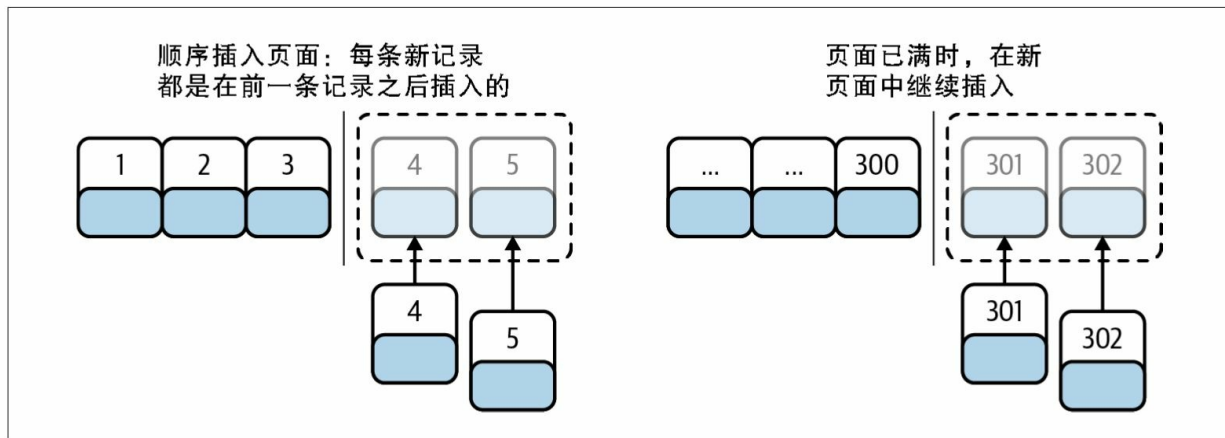 顺序插入页面：每条新记录
都是在前一条记录之后插入的
1 2 3 4 5
4
5
页面已满时，在新
页面中继续插入
... ... 300 301 302
301
302